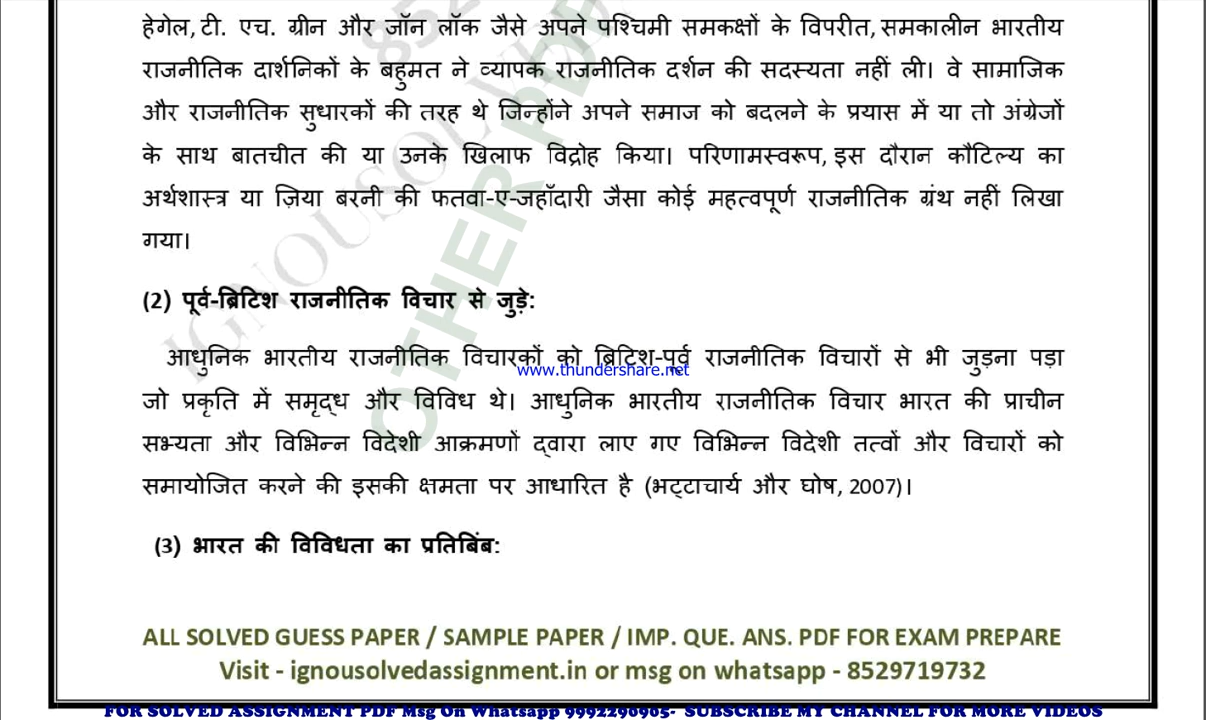 हेगेल, टी. एच. ग्रीन और जॉन लॉक जैसे अपने पश्चिमी समकक्षों के विपरीत, समकालीन भारतीय
राजनीतिक दार्शनिकों के बहुमत ने व्यापक राजनीतिक दर्शन की सदस्यता नहीं ली। वे सामाजिक
और राजनीतिक सुधारकों की तरह थे जिन्होंने अपने समाज को बदलने के प्रयास में या तो अंग्रेजों
के साथ बातचीत की या उनके खिलाफ विद्रोह किया। परिणामस्वरूप, इस दौरान कौटिल्य का
अर्थशास्त्र या ज़िया बरनी की फतवा-ए-जहाँदारी जैसा कोई महत्वपूर्ण राजनीतिक ग्रंथ नहीं लिखा
गया।
(2) पूर्व-ब्रिटिश राजनीतिक विचार से जुड़े:
आधुनिक भारतीय राजनीतिक विचारकों को ब्रिटिश-पूर्व राजनीतिक विचारों से भी जुड़ना पड़ा
www.thundershare.net
जो प्रकृति में समृद्ध और विविध थे। आधुनिक भारतीय राजनीतिक विचार भारत की प्राचीन
सभ्यता और विभिन्न विदेशी आक्रमणों द्वारा लाए गए विभिन्न विदेशी तत्वों और विचारों को
समायोजित करने की इसकी क्षमता पर आधारित है (भट्टाचार्य और घोष, 2007)।
(3) भारत की विविधता का प्रतिबिंब:
ALL SOLVED GUESS PAPER / SAMPLE PAPER / IMP. QUE. ANS. PDF FOR EXAM PREPARE
Visit - ignousolvedassignment.in or msg on whatsapp - 8529719732
FOR SOLVED ASSIGNMENT PDF Msg On Whatsapp 9992290905- SUBSCRIBE MY CHANNEL FOR MORE VIDEOS